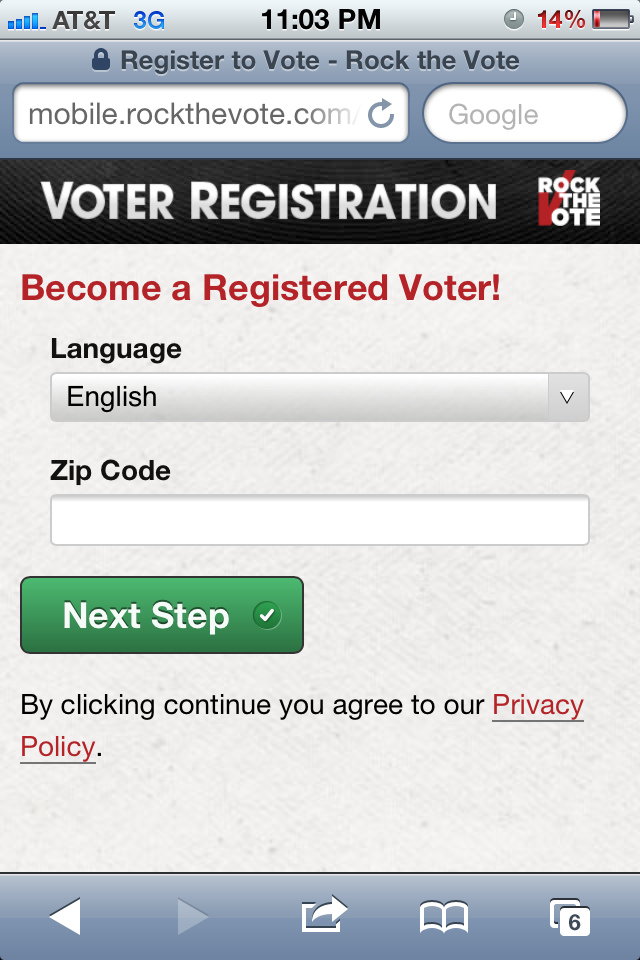 AT&T 3G 11:03 PM 14%
Register to Vote - Rock the Vote
mobile.rockthevote.com/ Google
VOTER REGISTRATION
ROCK
THE
VOTE
Become a Registered Voter!
Language
English
Zip Code
Next Step
By clicking continue you agree to our Privacy
Policy.
6